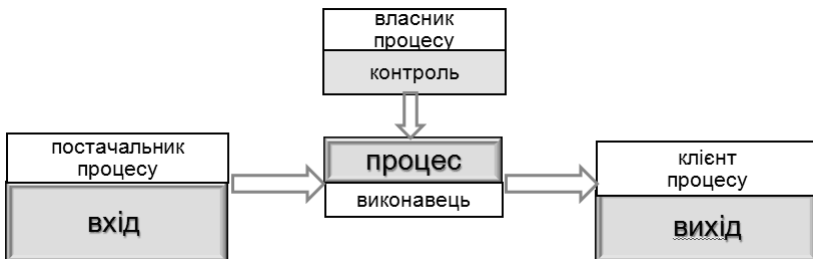 власник
процесу
контроль
постачальник
процесу
вхід
процес
виконавець
клієнт
процесу
вихід